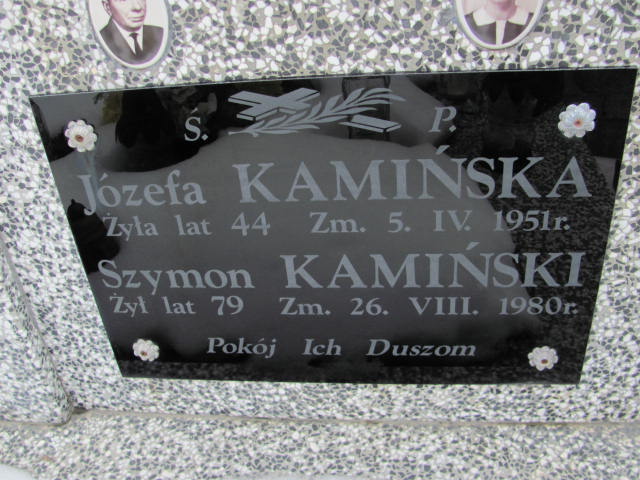 S. P.
Józefa KAMIŃSKA
Żyła lat 44 Zm. 5. IV. 1951r.
Szymon KAMIŃSKI
Żył lat 79 Zm. 26. VIII. 1980r.
Pokój Ich Duszom